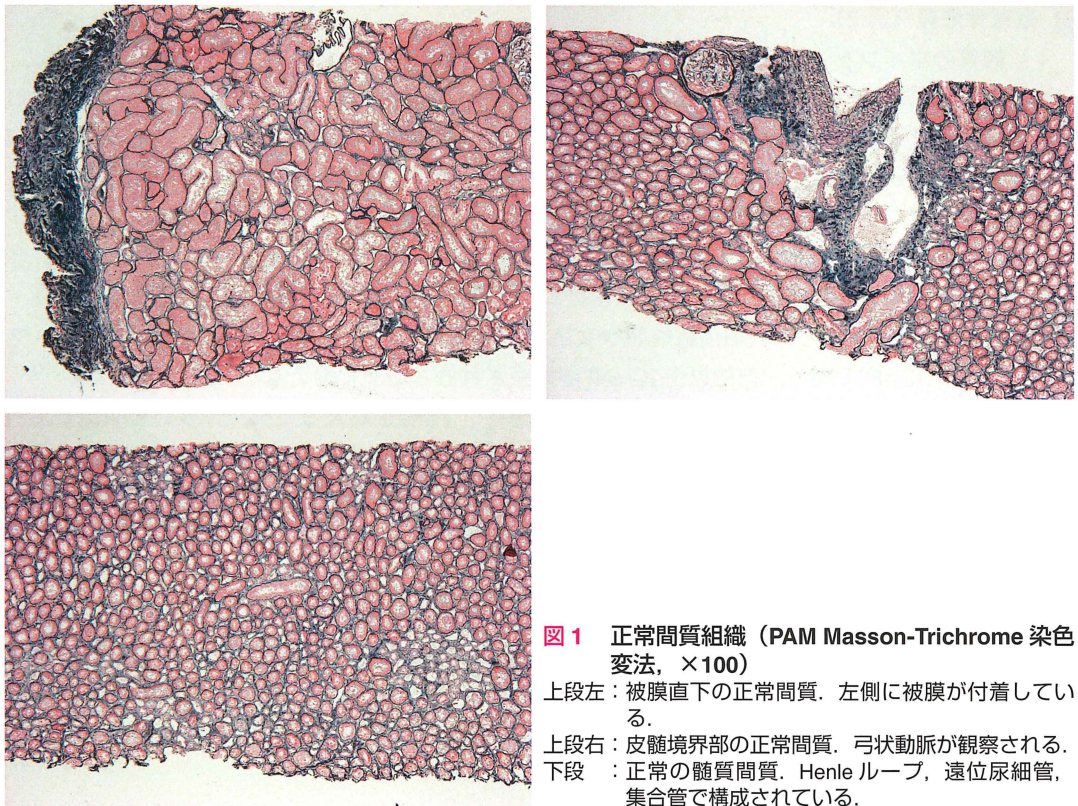 図1 正常間質組織（PAM Masson-Trichrome 染色
変法，×100）
上段左：被膜直下の正常間質．左側に被膜が付着してい
る．
上段右：皮髄境界部の正常間質．弓状動脈が観察される．
下段　：正常の髄質間質．Henle ループ，遠位尿細管，
集合管で構成されている．